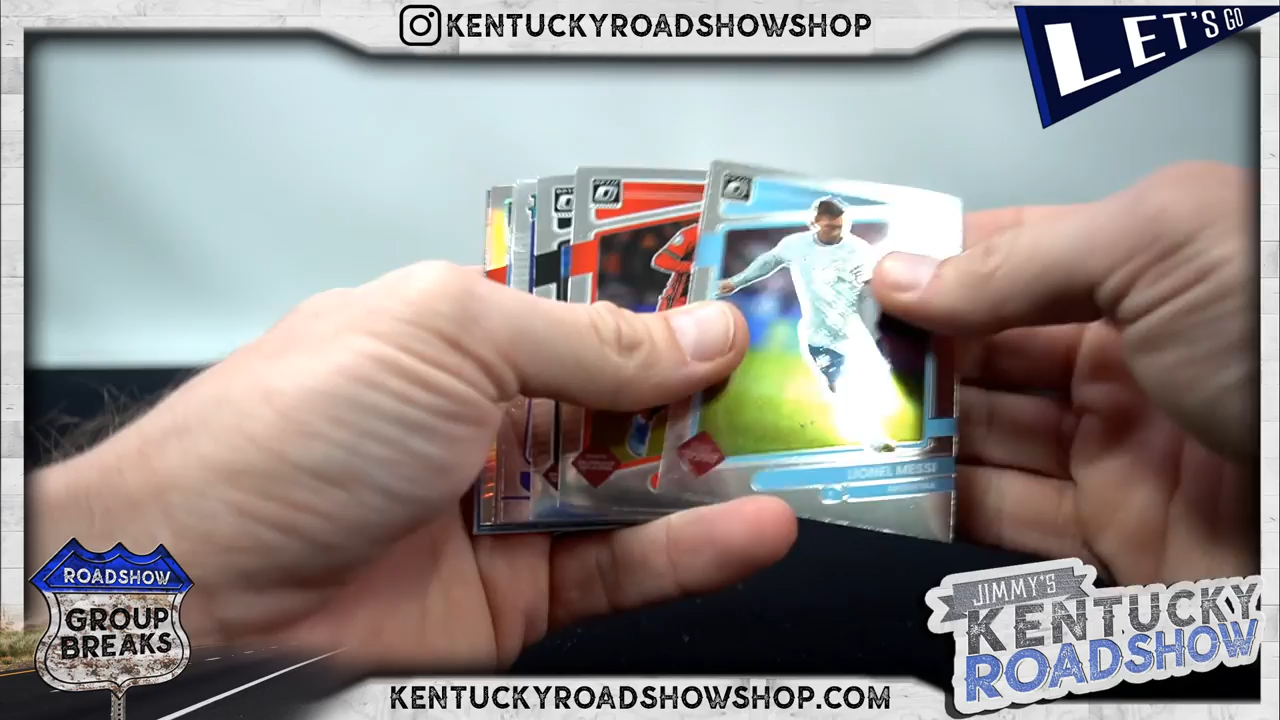 KENTUCKYROADSHOWSHOP
LET'S GO
LIONEL MESSI
ROADSHOW
GROUP
BREAKS
JIMMY'S
KENTUCKY
ROADSHOW
KENTUCKYROADSHOWSHOP.COM